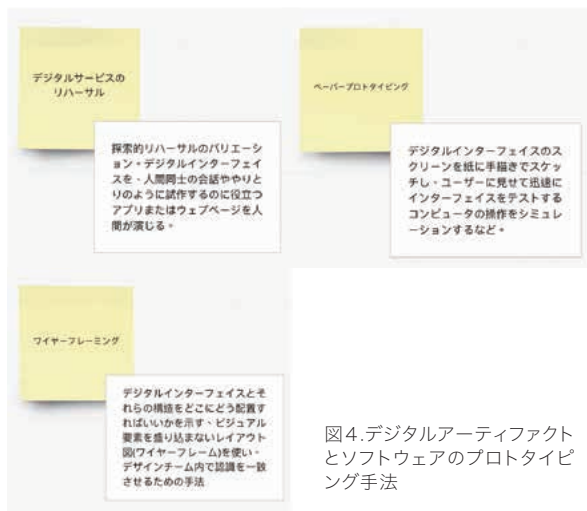 デジタルサービスの
リハーサル
探索的リハーサルのバリエーシ
ョン・デジタルインターフェイ
スを、人間同士の会話ややりと
りのように試作するのに役立つ
アプリまたはウェブページを人
間が演じる。
ペーパープロトタイピング
デジタルインターフェイスのス
クリーンを紙に手描きでスケッ
チし・ユーザーに見せて迅速に
インターフェイスをテストする
コンピュータの操作をシミュレ
ーションするなど。
ワイヤーフレーミング
デジタルインターフェイスとそ
れらの構造をどこにどう配置す
ればいいかを示す、ビジュアル
要素を盛り込まないレイアウト
図(ワイヤーフレーム)を使い・
デザインチーム内で認識を一致
させるための手法
図4.デジタルアーティファクト
とソフトウェアのプロトタイピ
ング手法